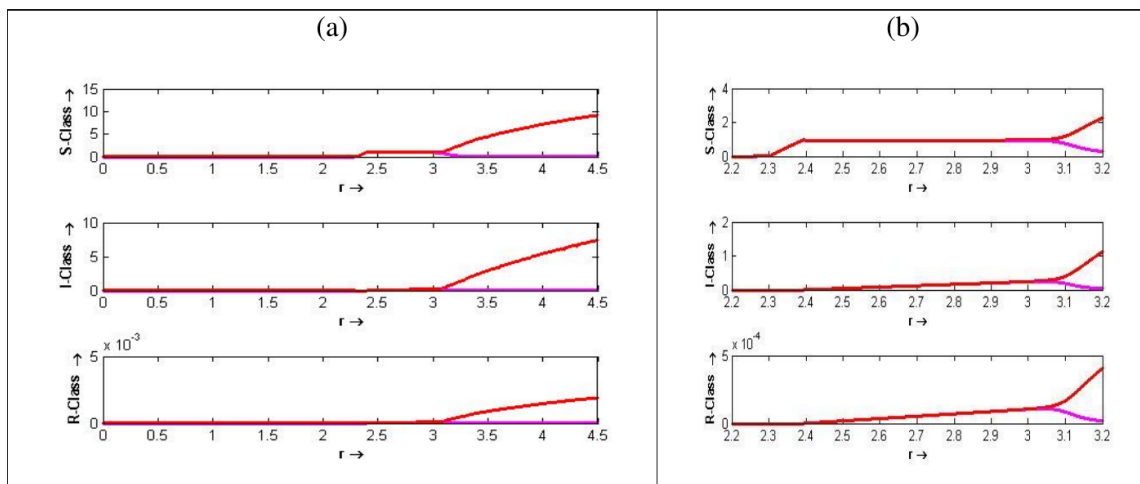 (a)
S-Class →
15
10
5
0
0 0.5 1 1.5 2 2.5 3 3.5 4 4.5
r →
I-Class →
10
5
0
0 0.5 1 1.5 2 2.5 3 3.5 4 4.5
r →
R-Class →
x 10⁻³
5
0
0 0.5 1 1.5 2 2.5 3 3.5 4 4.5
r →
(b)
S-Class →
4
2
0
2.2 2.3 2.4 2.5 2.6 2.7 2.8 2.9 3 3.1 3.2
r →
I-Class →
2
1
0
2.2 2.3 2.4 2.5 2.6 2.7 2.8 2.9 3 3.1 3.2
r →
R-Class →
x 10⁻⁴
5
0
2.2 2.3 2.4 2.5 2.6 2.7 2.8 2.9 3 3.1 3.2
r →